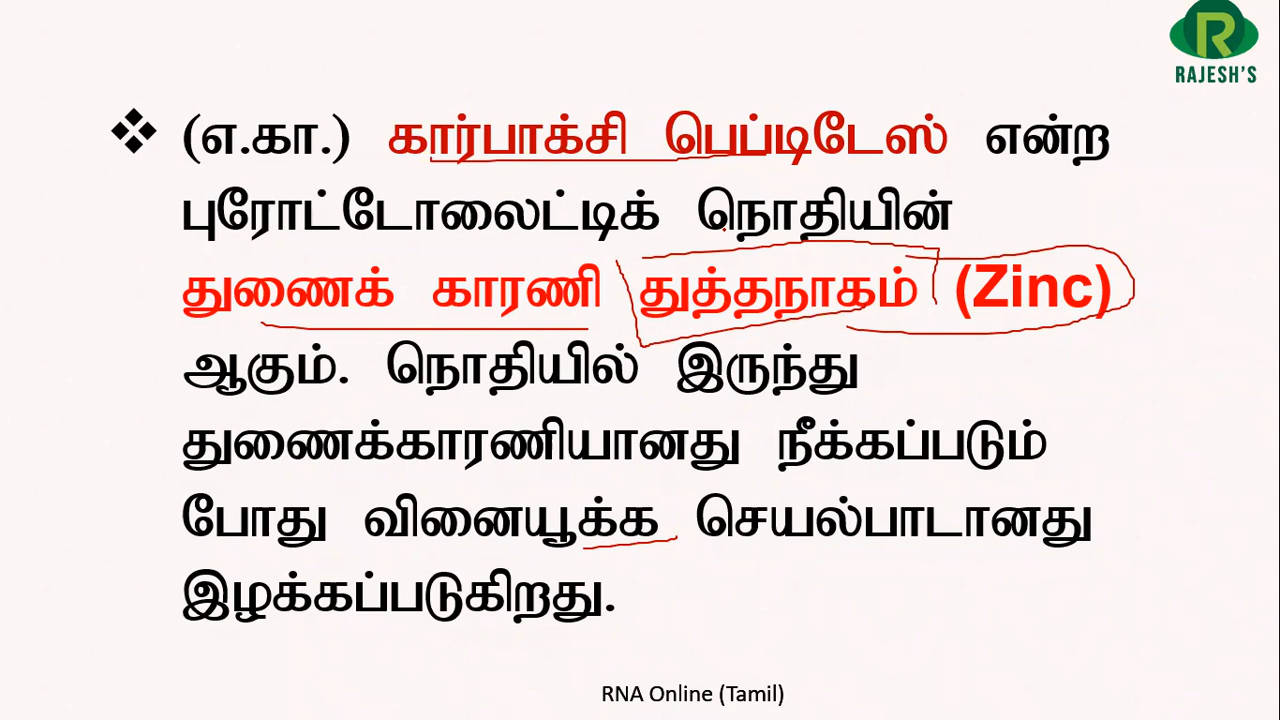 R
RAJESH'S
❖ (எ.கா.) கார்பாக்சி பெப்டிடேஸ் என்ற
புரோட்டோலைட்டிக் நொதியின்
துணைக் காரணி துத்தநாகம் (Zinc)
ஆகும். நொதியில் இருந்து
துணைக்காரணியானது நீக்கப்படும்
போது வினையூக்க செயல்பாடானது
இழக்கப்படுகிறது.
RNA Online (Tamil)